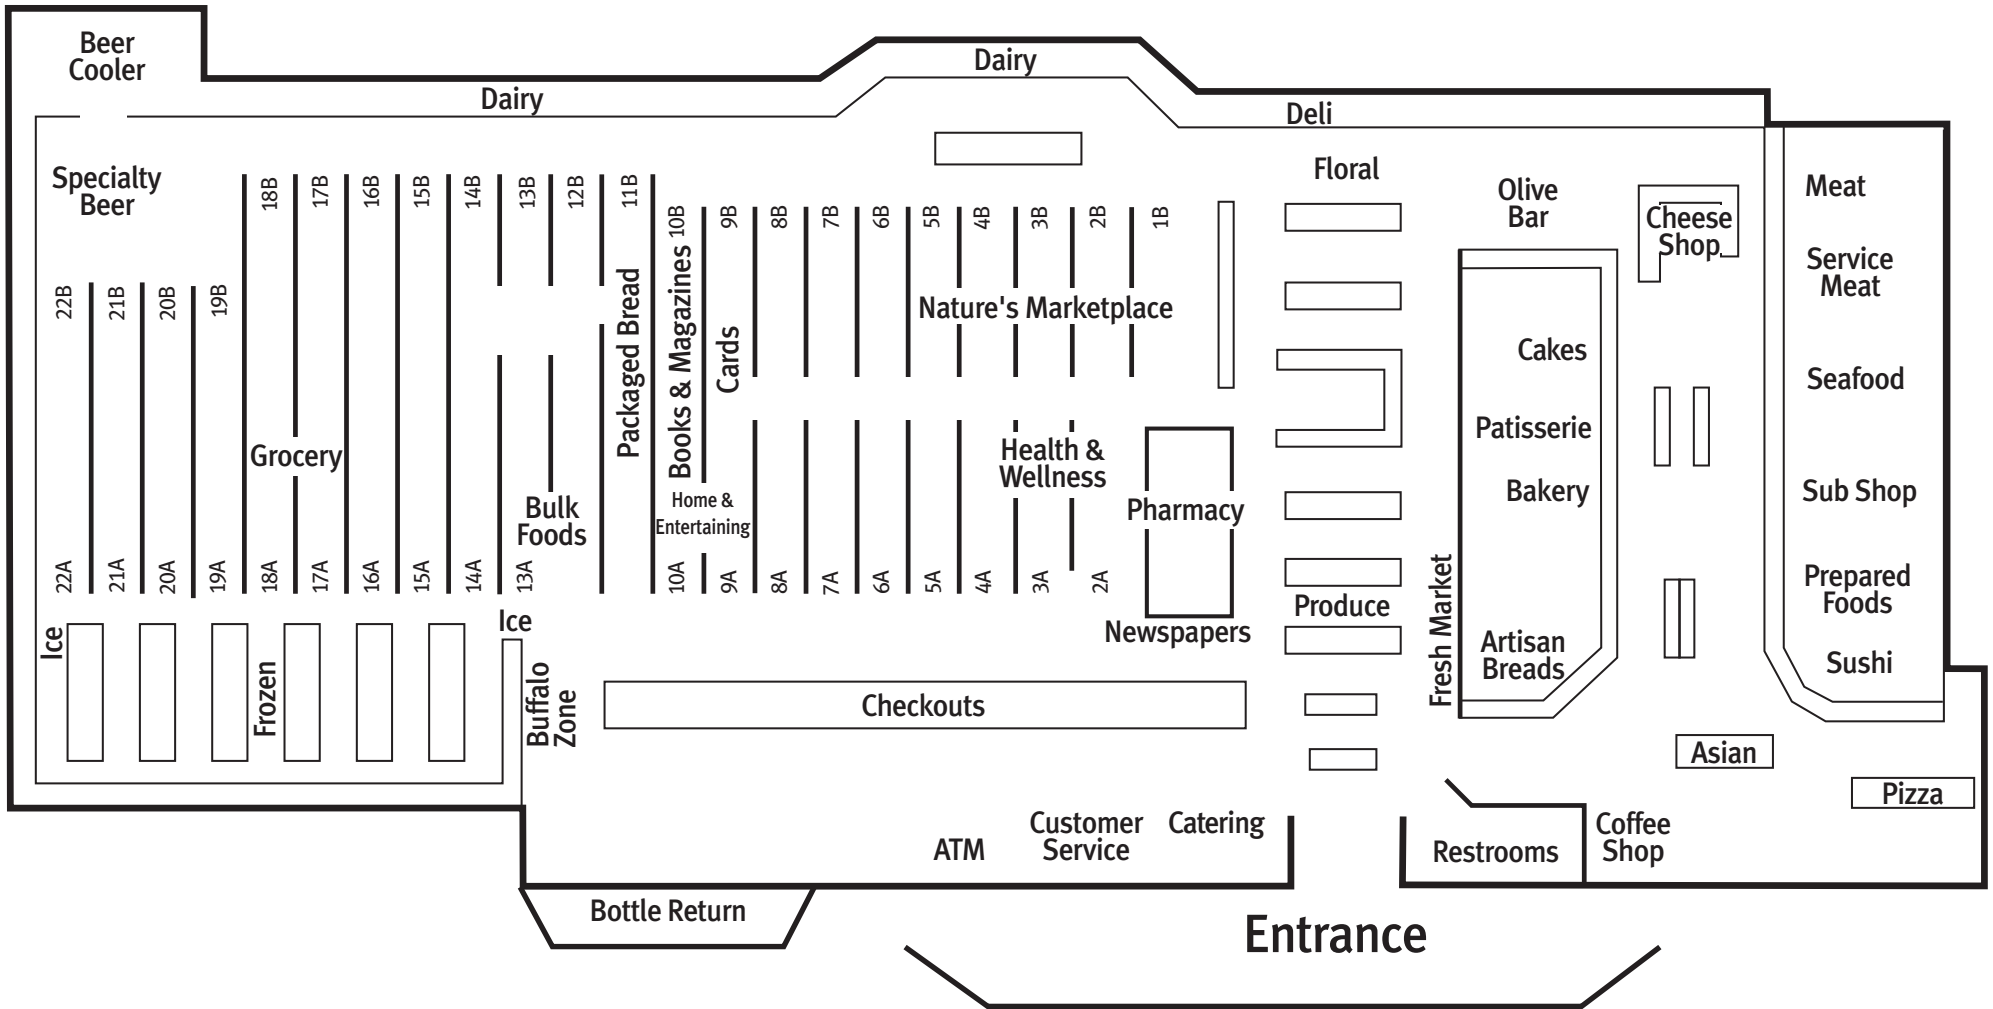 Beer
Cooler
Dairy
Dairy
Deli
Specialty
Beer
Floral
Olive
Bar
Cheese
Shop
Meat
Service
Meat
Seafood
Sub Shop
Prepared
Foods
Sushi
22B
21B
20B
19B
18B
17B
16B
15B
14B
13B
12B
11B
10B
9B
8B
7B
6B
5B
4B
3B
2B
1B
Packaged Bread
Books & Magazines
Cards
Nature's Marketplace
Grocery
Bulk
Foods
Home &
Entertaining
Health &
Wellness
Pharmacy
Cakes
Patisserie
Bakery
Artisan
Breads
Fresh Market
22A
21A
20A
19A
18A
17A
16A
15A
14A
13A
10A
9A
8A
7A
6A
5A
4A
3A
2A
Newspapers
Produce
Ice
Frozen
Ice
Buffalo
Zone
Checkouts
Asian
Pizza
ATM
Customer
Service
Catering
Restrooms
Coffee
Shop
Bottle Return
Entrance